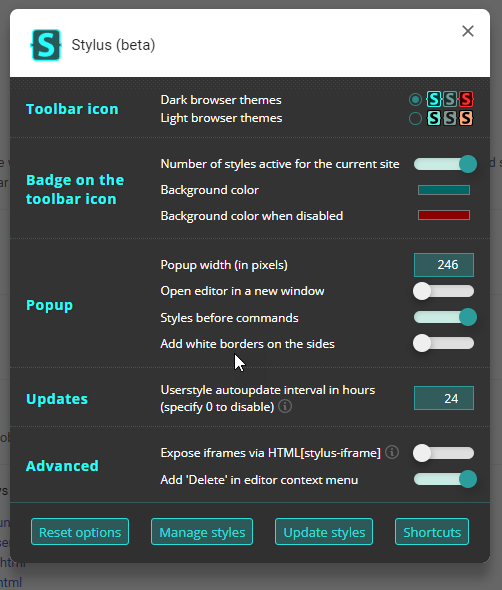 Stylus (beta)
Toolbar icon
Dark browser themes
Light browser themes
Badge on the
toolbar icon
Number of styles active for the current site
Background color
Background color when disabled
Popup
Popup width (in pixels)
246
Open editor in a new window
Styles before commands
Add white borders on the sides
Updates
Userstyle autoupdate interval in hours
(specify 0 to disable)
24
Advanced
Expose iframes via HTML[stylus-iframe]
Add 'Delete' in editor context menu
Reset options
Manage styles
Update styles
Shortcuts
html